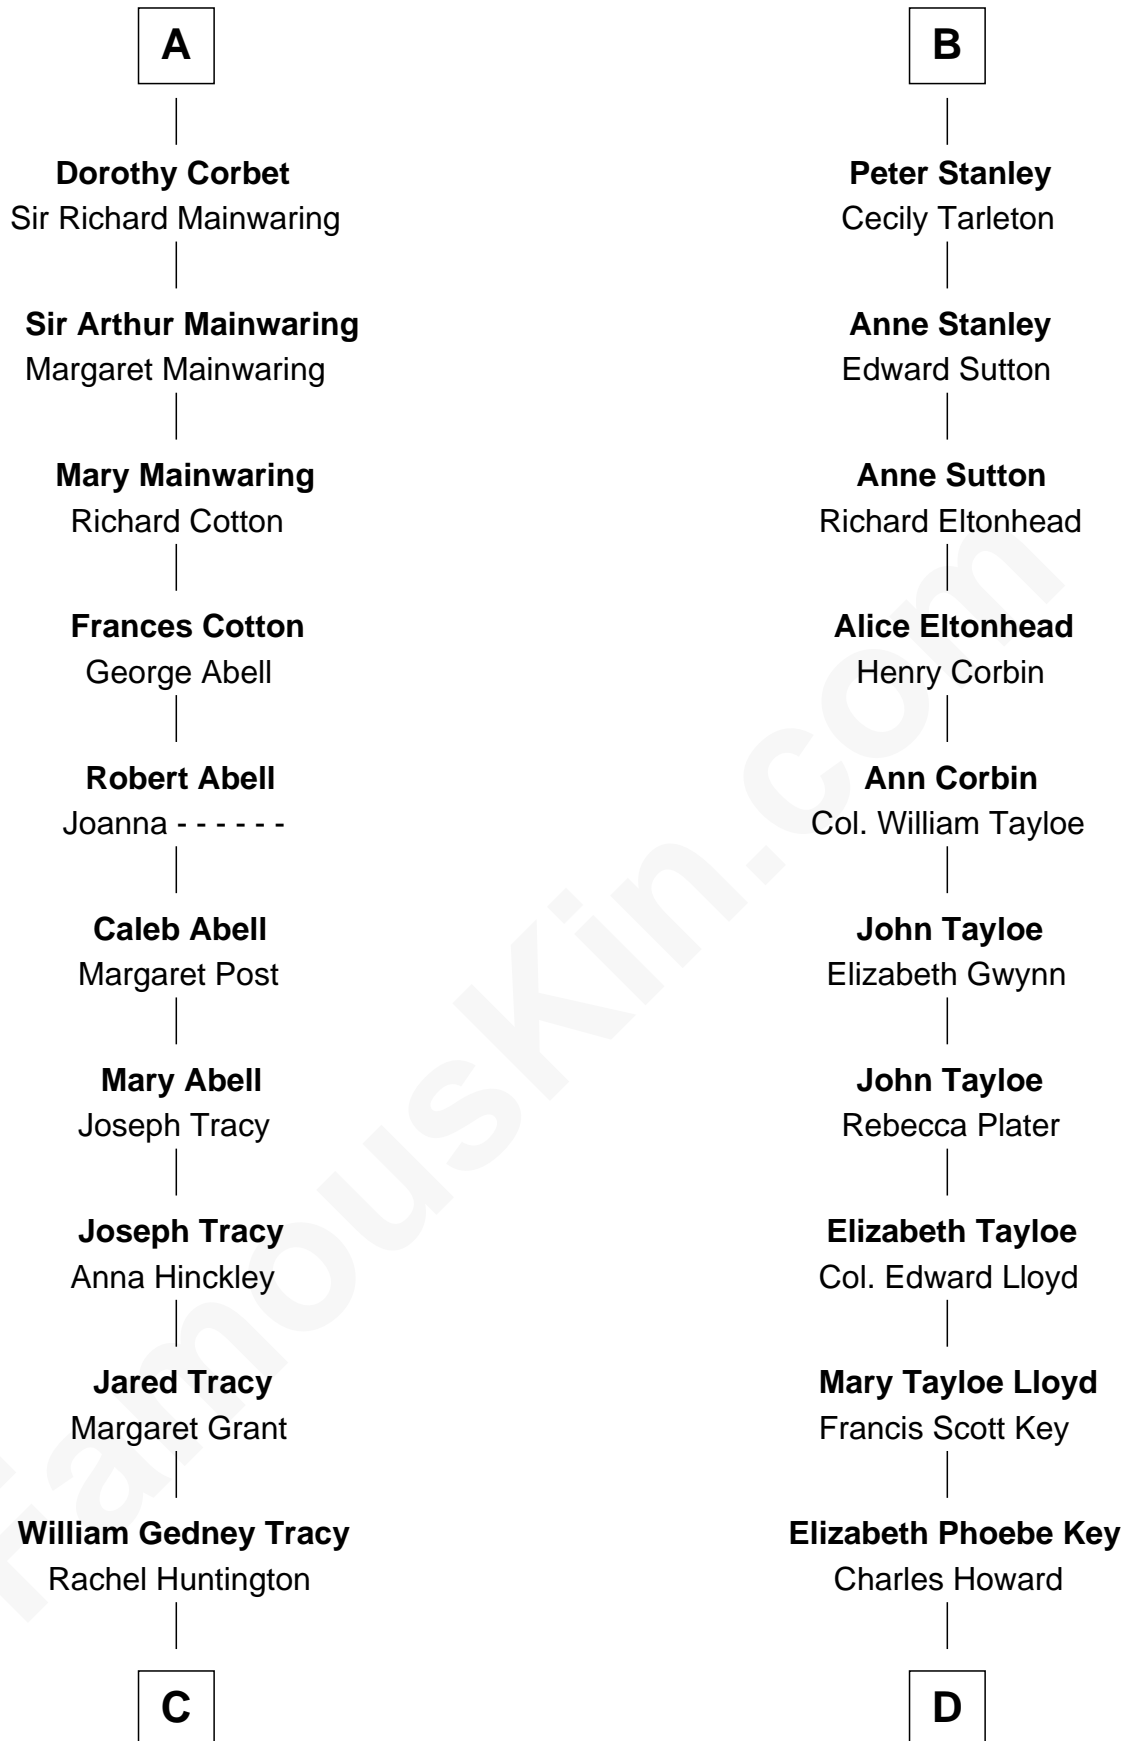 A
Dorothy Corbet
Sir Richard Mainwaring
Sir Arthur Mainwaring
Margaret Mainwaring
Mary Mainwaring
Richard Cotton
Frances Cotton
George Abell
Robert Abell
Joanna - - - - - -
Caleb Abell
Margaret Post
Mary Abell
Joseph Tracy
Joseph Tracy
Anna Hinckley
Jared Tracy
Margaret Grant
William Gedney Tracy
Rachel Huntington
C
B
Peter Stanley
Cecily Tarleton
Anne Stanley
Edward Sutton
Anne Sutton
Richard Eltonhead
Alice Eltonhead
Henry Corbin
Ann Corbin
Col. William Tayloe
John Tayloe
Elizabeth Gwynn
John Tayloe
Rebecca Plater
Elizabeth Tayloe
Col. Edward Lloyd
Mary Tayloe Lloyd
Francis Scott Key
Elizabeth Phoebe Key
Charles Howard
D
FamousKin.com